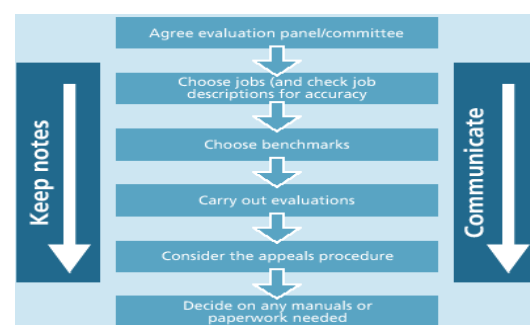 Agree evaluation panel/committee
Keep notes
Choose jobs (and check job
descriptions for accuracy
Choose benchmarks
Carry out evaluations
Consider the appeals procedure
Decide on any manuals or
paperwork needed
Communicate